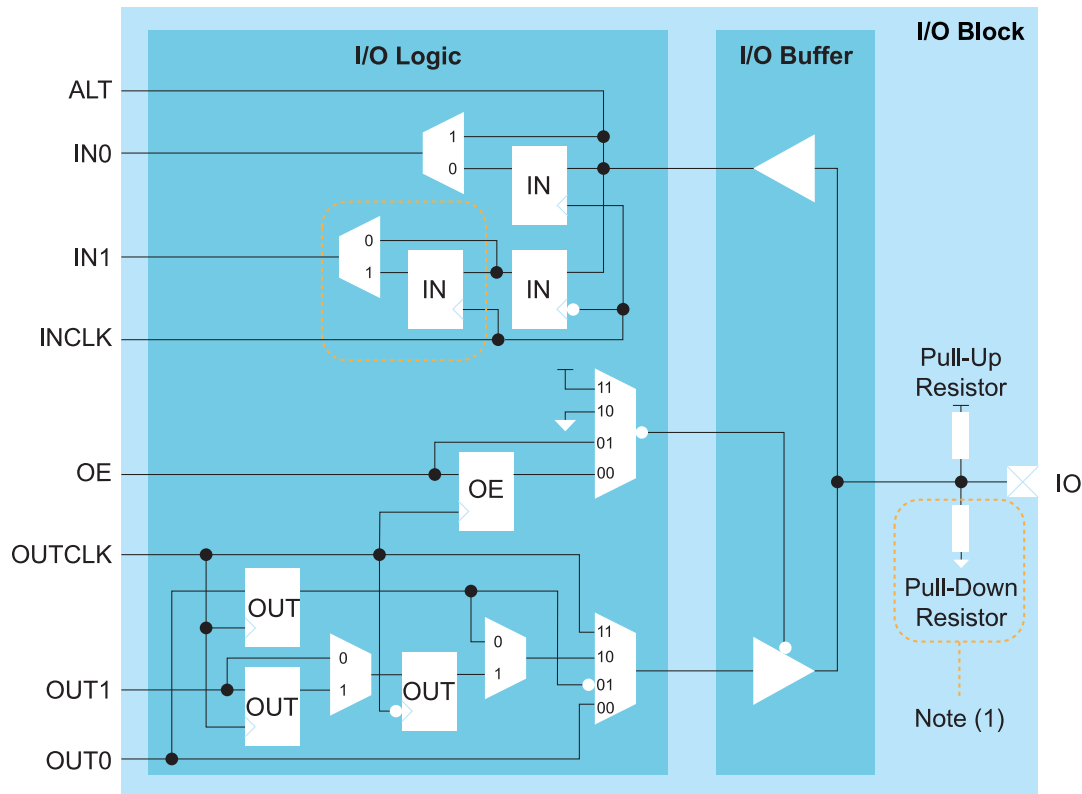 I/O Block
I/O Logic
I/O Buffer
ALT
1
IN0
0
IN
0
IN1
1
IN
IN
INCLK
Pull-Up
Resistor
11
10
01
OE
00
OE
IO
OUTCLK
Pull-Down
Resistor
OUT
11
0
10
0
1
01
OUT1
1
OUT
OUT
00
Note (1)
OUT0